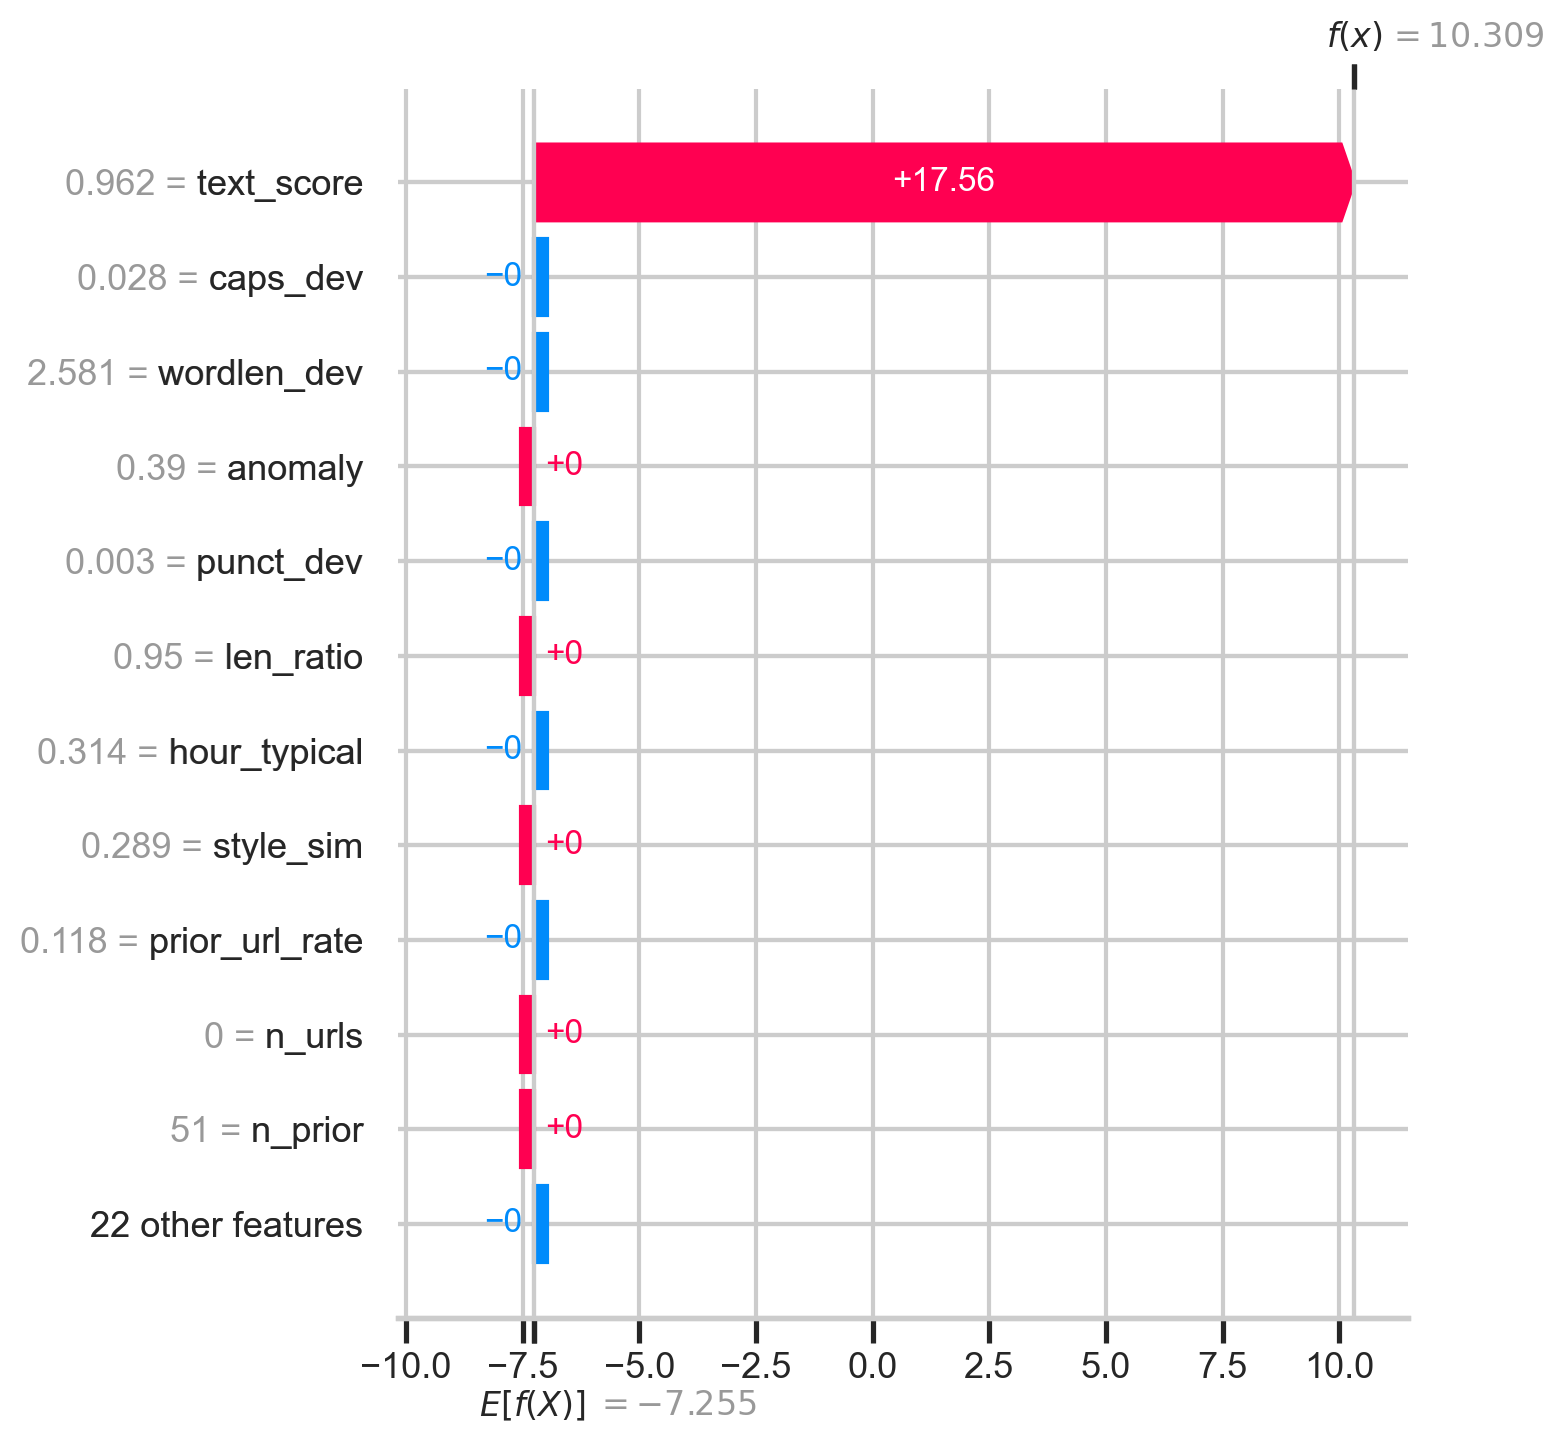 f(x) = 10.309
0.962 = text_score
+17.56
0.028 = caps_dev
−0
2.581 = wordlen_dev
−0
0.39 = anomaly
+0
0.003 = punct_dev
−0
0.95 = len_ratio
+0
0.314 = hour_typical
−0
0.289 = style_sim
+0
0.118 = prior_url_rate
−0
0 = n_urls
+0
51 = n_prior
+0
22 other features
−0
−10.0 −7.5 −5.0 −2.5 0.0 2.5 5.0 7.5 10.0
E[f(X)] = −7.255